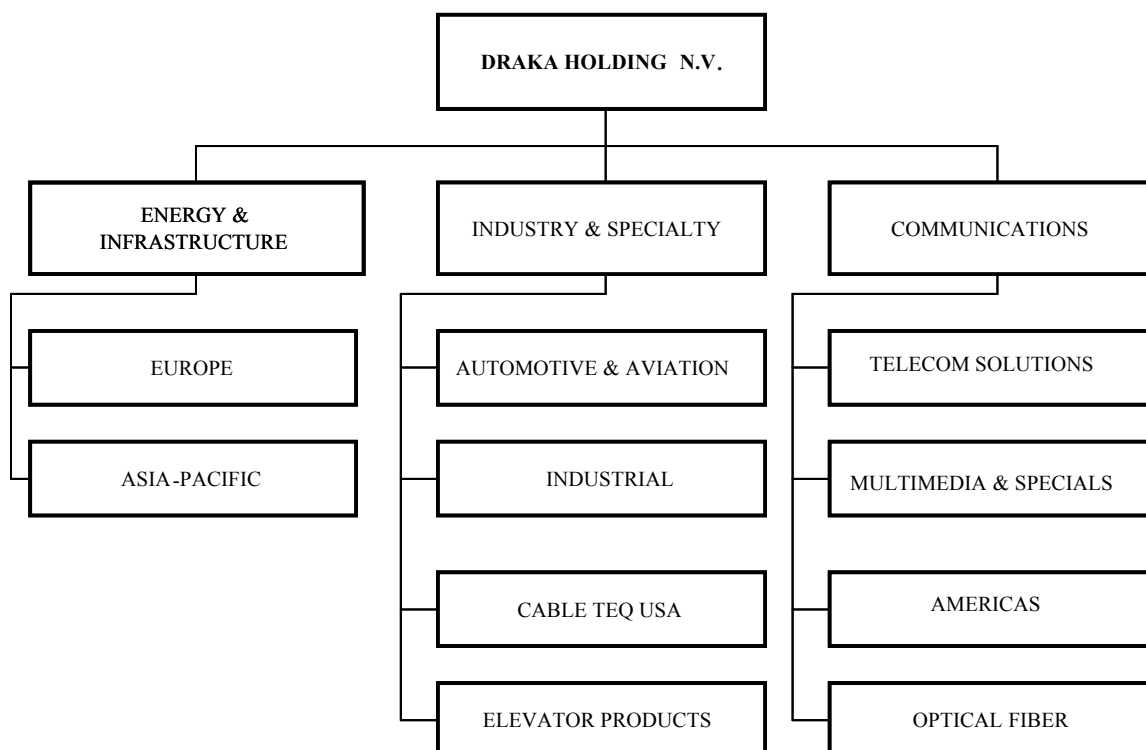 DRAKA HOLDING N.V.
ENERGY &
INFRASTRUCTURE
INDUSTRY & SPECIALTY
COMMUNICATIONS
EUROPE
AUTOMOTIVE & AVIATION
TELECOM SOLUTIONS
ASIA-PACIFIC
INDUSTRIAL
MULTIMEDIA & SPECIALS
CABLE TEQ USA
AMERICAS
ELEVATOR PRODUCTS
OPTICAL FIBER